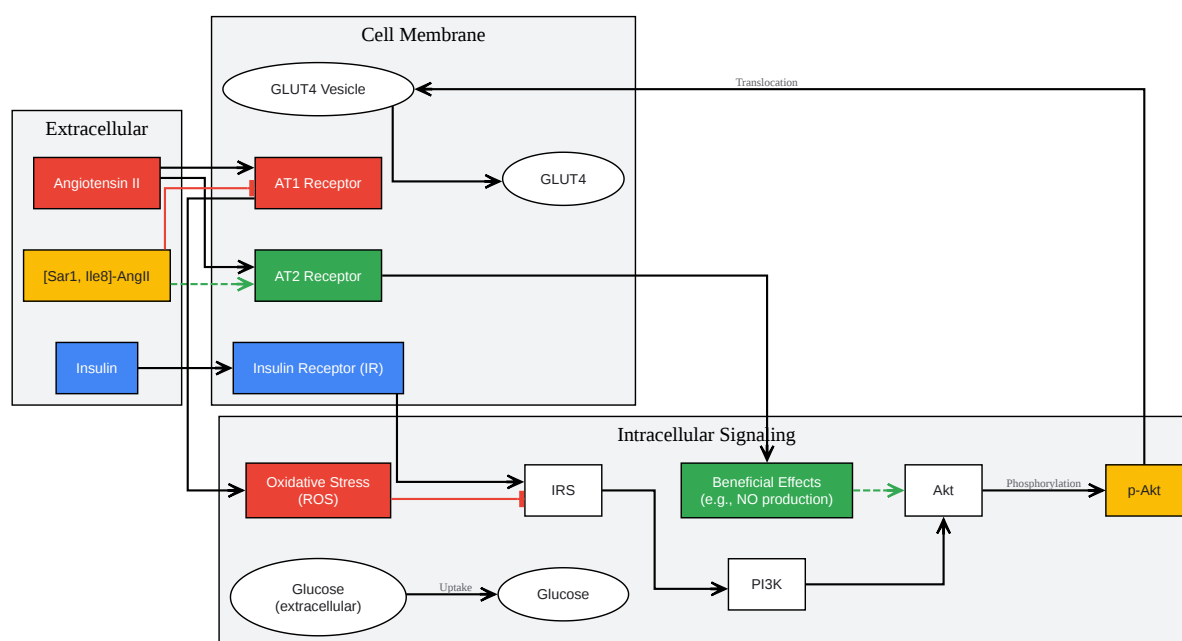 Cell Membrane
GLUT4 Vesicle
Translocation
Extracellular
Angiotensin II
AT1 Receptor
GLUT4
[Sar1, Ile8]-AngII
AT2 Receptor
Insulin
Insulin Receptor (IR)
Intracellular Signaling
Oxidative Stress
(ROS)
IRS
Beneficial Effects
(e.g., NO production)
Akt
Phosphorylation
p-Akt
Glucose
(extracellular)
Uptake
Glucose
PI3K